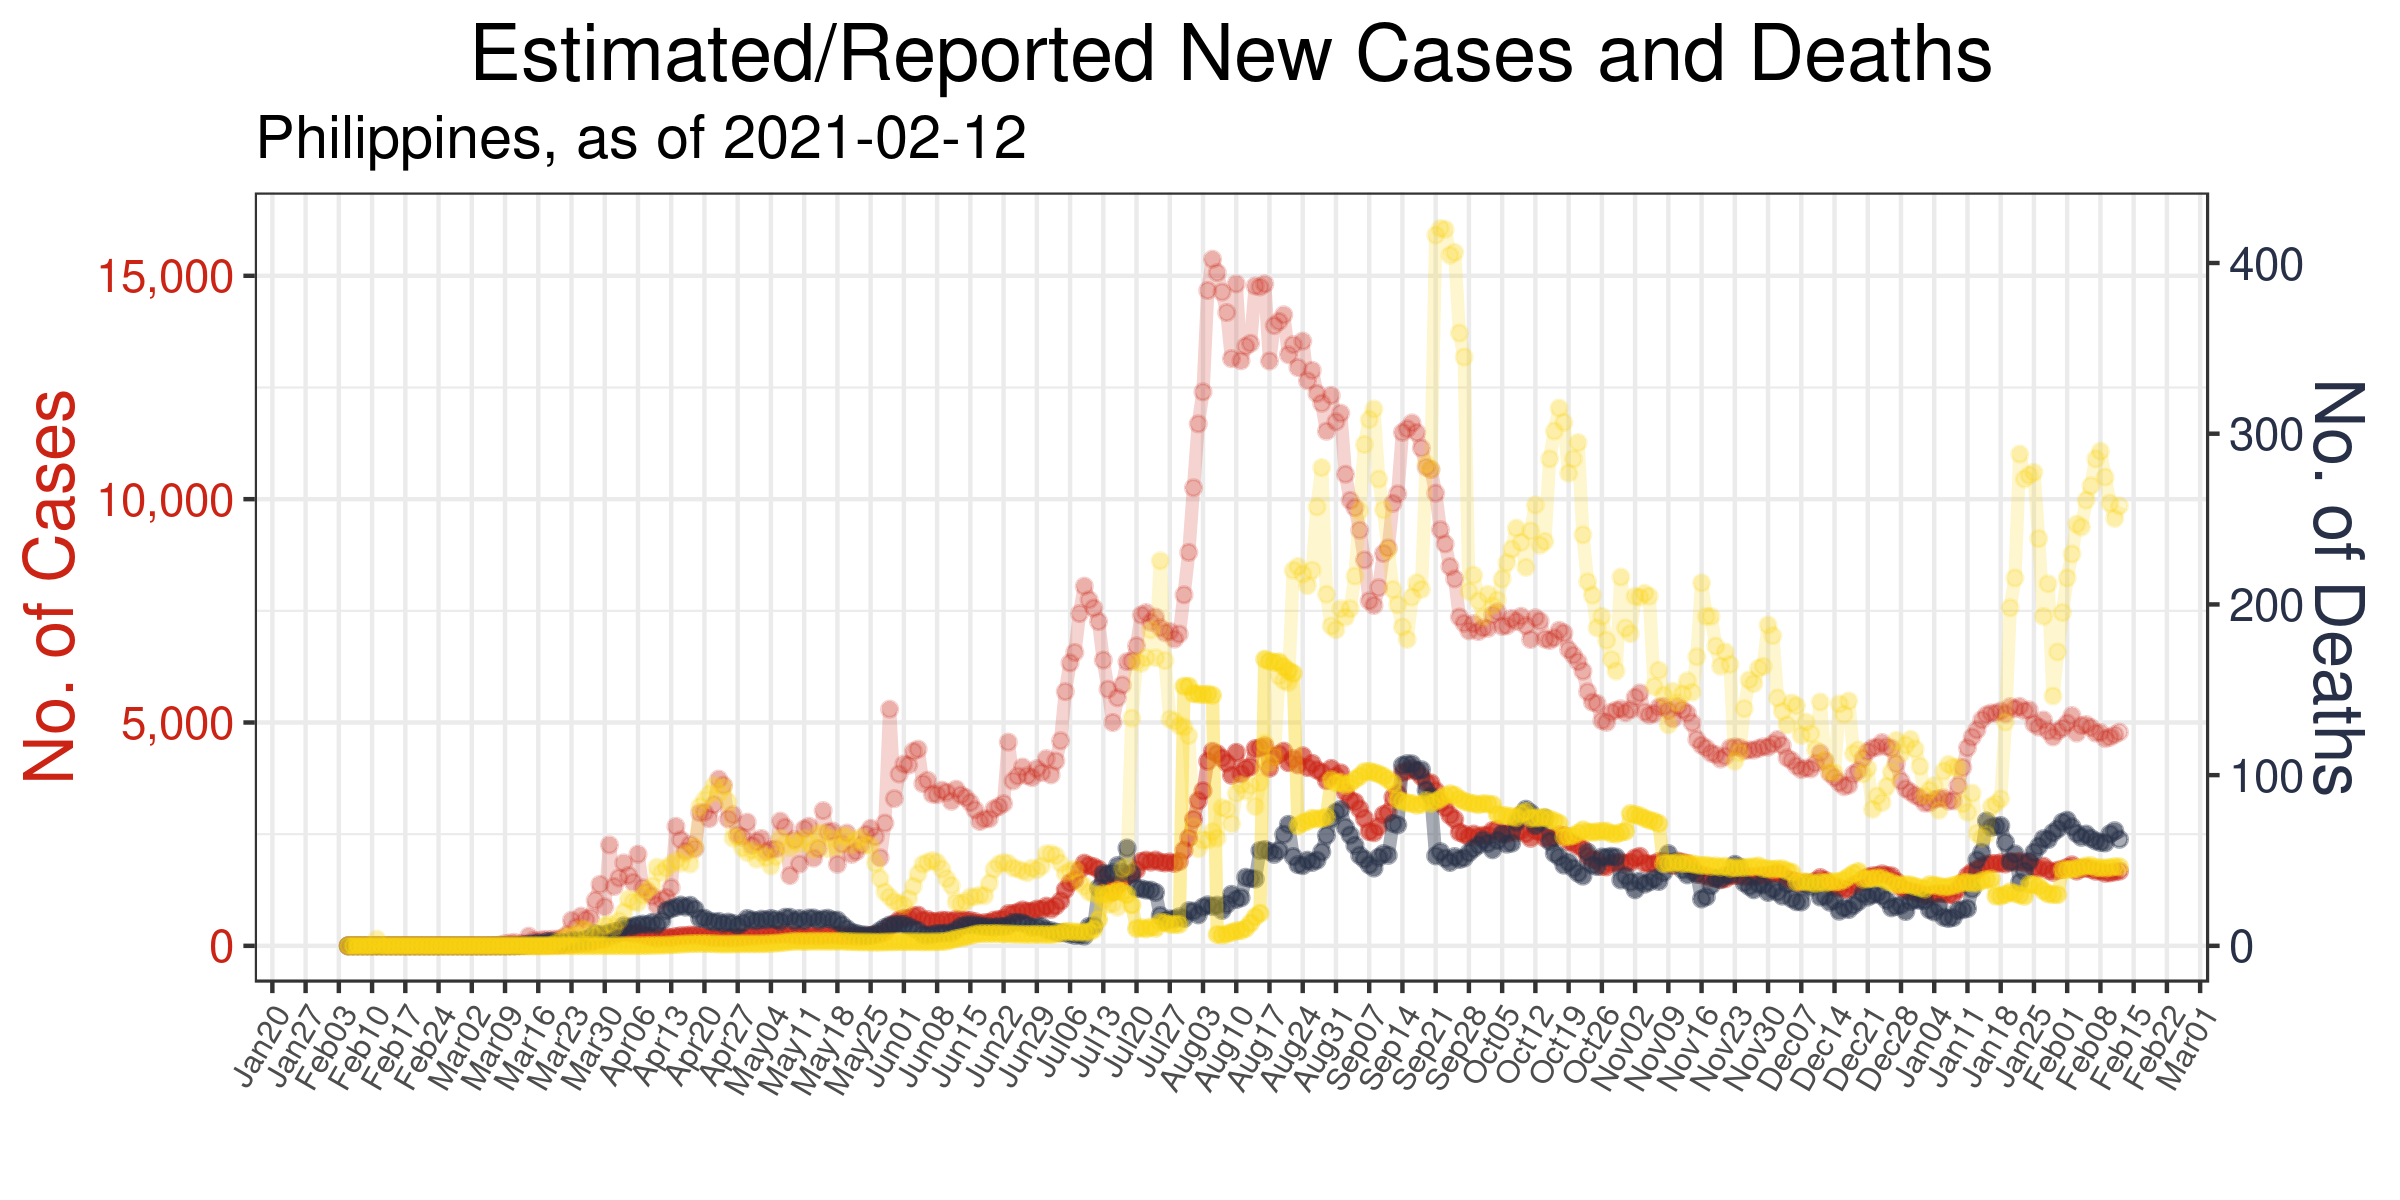 Estimated/Reported New Cases and Deaths
Philippines, as of 2021-02-12
No. of Cases
15,000
10,000
5,000
0
400
300
200
100
0
No. of Deaths
Jan20
Jan27
Feb03
Feb10
Feb17
Feb24
Mar02
Mar09
Mar16
Mar23
Mar30
Apr06
Apr13
Apr20
Apr27
May04
May11
May18
May25
Jun01
Jun08
Jun15
Jun22
Jun29
Jul06
Jul13
Jul20
Jul27
Aug03
Aug10
Aug17
Aug24
Aug31
Sep07
Sep14
Sep21
Sep28
Oct05
Oct12
Oct19
Oct26
Nov02
Nov09
Nov16
Nov23
Nov30
Dec07
Dec14
Dec21
Dec28
Jan04
Jan11
Jan18
Jan25
Feb01
Feb08
Feb15
Feb22
Mar01